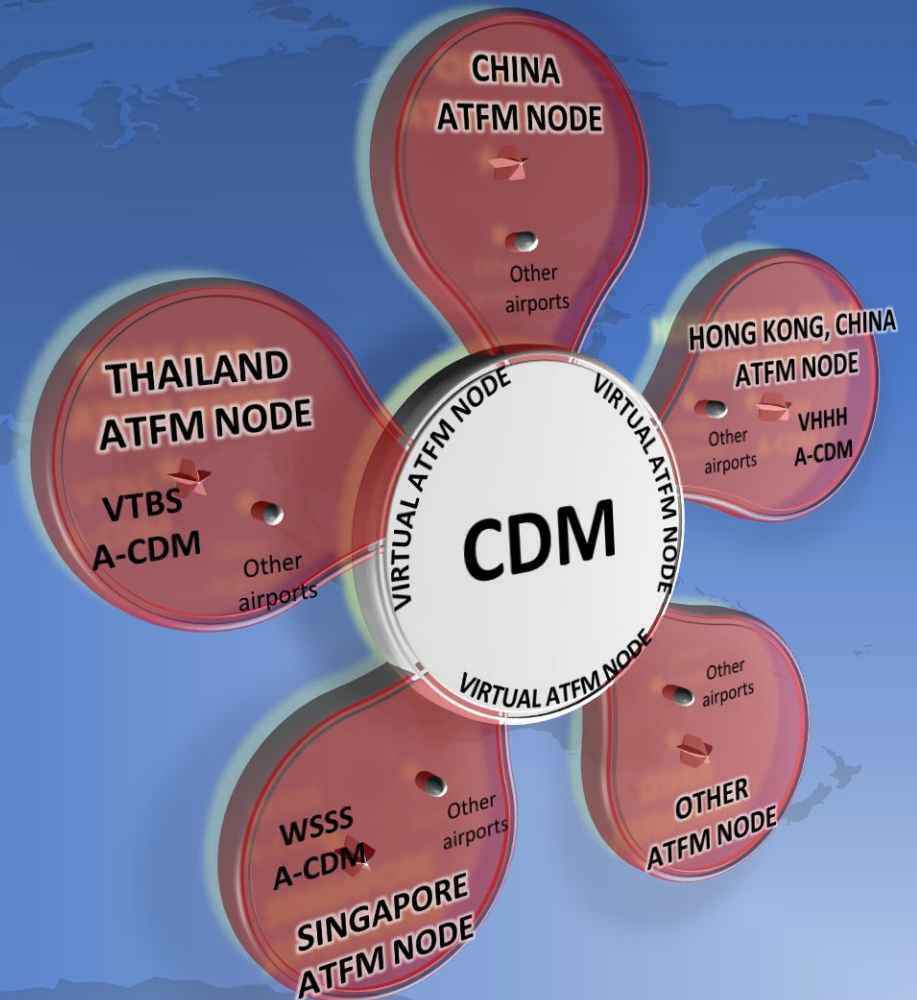 CHINA
ATFM NODE
Other
airports
HONG KONG, CHINA
ATFM NODE
Other
airports
VHHH
A-CDM
THAILAND
ATFM NODE
VTBS
A-CDM
Other
airports
VIRTUAL ATFM NODE
VIRTUAL ATFM NODE
CDM
VIRTUAL ATFM NODE
Other
airports
OTHER
ATFM NODE
WSSS
A-CDM
Other
airports
SINGAPORE
ATFM NODE